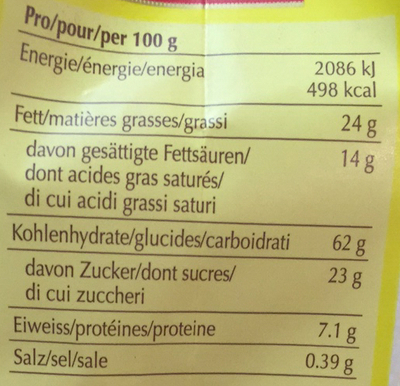 Pro/pour/per 100 g
Energie/énergie/energia 2086 kJ
498 kcal
Fett/matières grasses/grassi 24 g
davon gesättigte Fettsäuren/ 14 g
dont acides gras saturés/
di cui acidi grassi saturi
Kohlenhydrate/glucides/carboidrati 62 g
davon Zucker/dont sucres/ 23 g
di cui zuccheri
Eiweiss/protéines/proteine 7.1 g
Salz/sel/sale 0.39 g